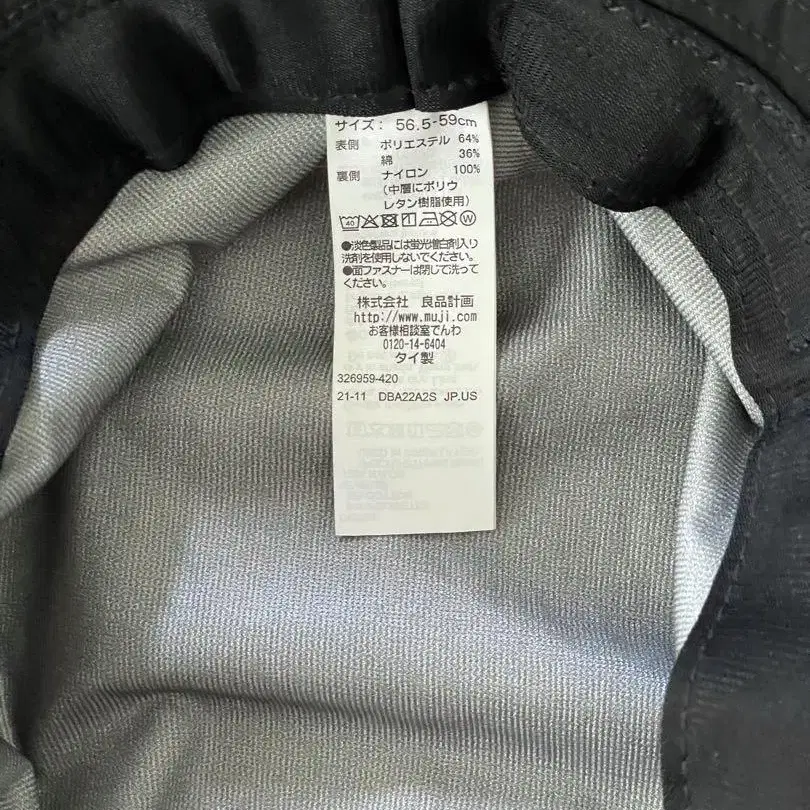 サイズ： 56.5-59cm
表側 ポリエステル 64%
綿 36%
裏側 ナイロン 100%
(中層にポリウ
レタン樹脂使用)
40 W
●淡色製品には蛍光増白剤入り
洗剤を使用しないでください。
●面ファスナーは閉じて洗って
ください。
株式会社 良品計画
http://www.muji.com
お客様相談室でんわ
0120-14-6404
タイ製
326959-420
21-11 DBA22A2S JP.US